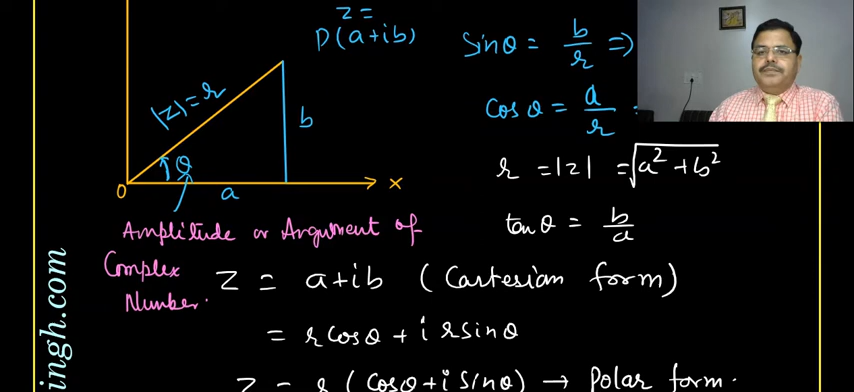 z =
P(a+ib)
|z| = r
b
θ
O
a
x
Sinθ = b/r ⇒
Cosθ = a/r =
r = |z| = √(a² + b²)
tanθ = b/a
Amplitude or Argument of
Complex
Number.
Z = a+ib (Cartesian form)
= r cosθ + i r sinθ
Z = r (cosθ + i Sinθ) → Polar form.
ingh.com